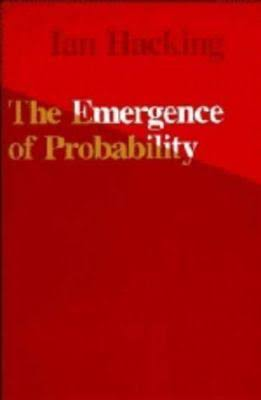 Ian Hacking
The Emergence
of Probability